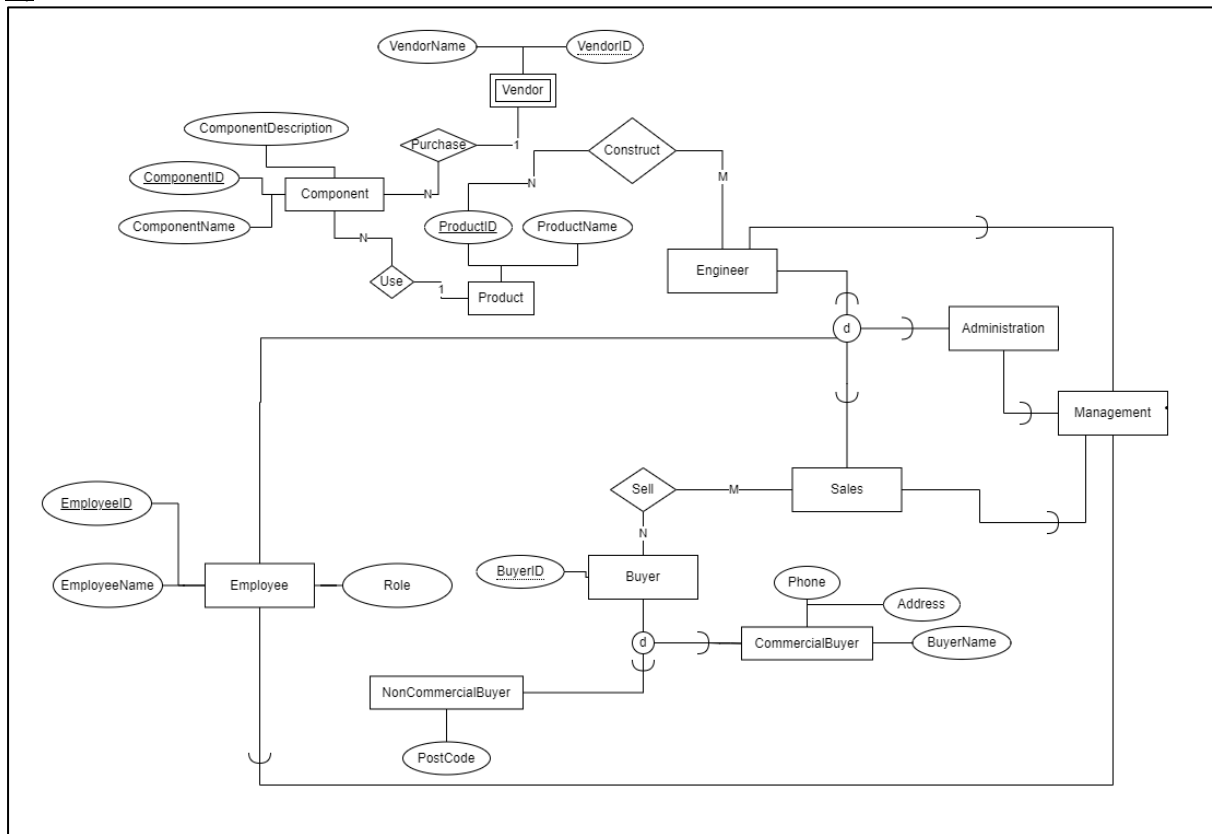 VendorName
VendorID
Vendor
ComponentDescription
Purchase
1
Construct
ComponentID
Component
N
N
M
ComponentName
ProductID
ProductName
N
Engineer
Use
1
Product
d
Administration
Management
Sell
M
Sales
EmployeeID
N
BuyerID
Buyer
Phone
EmployeeName
Employee
Role
Address
d
CommercialBuyer
BuyerName
NonCommercialBuyer
PostCode